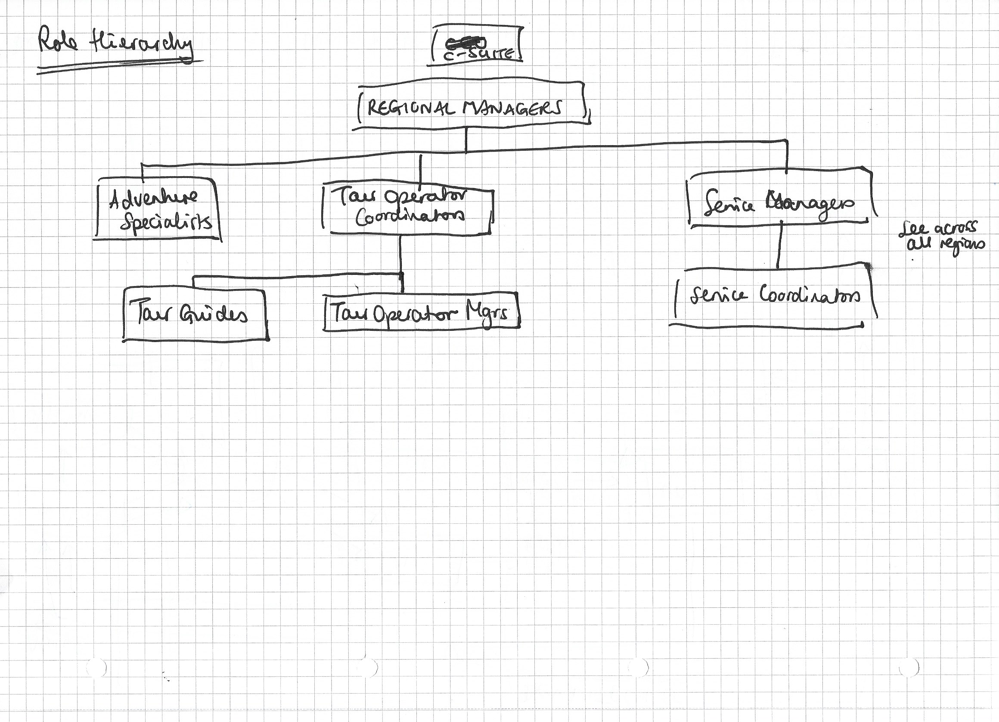 Role Hierarchy
C-SUITE
REGIONAL MANAGERS
Adventure
Specialists
Tour Operator
Coordinators
Service Managers
See across
all regions
Tour Guides
Tour Operator Mgrs
Service Coordinators